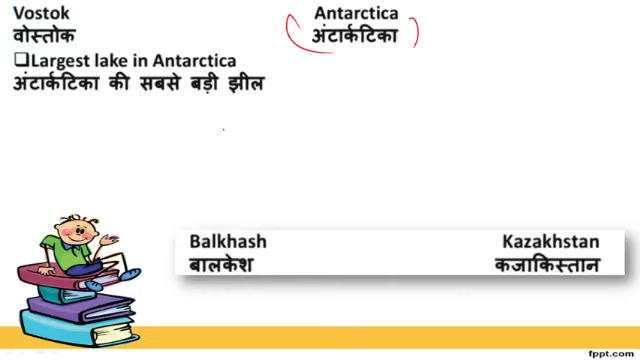 Vostok Antarctica
वोस्तोक अंटार्कटिका
❑Largest lake in Antarctica
अंटार्कटिका की सबसे बड़ी झील
Balkhash Kazakhstan
बालकेश कजाकिस्तान
fppt.com